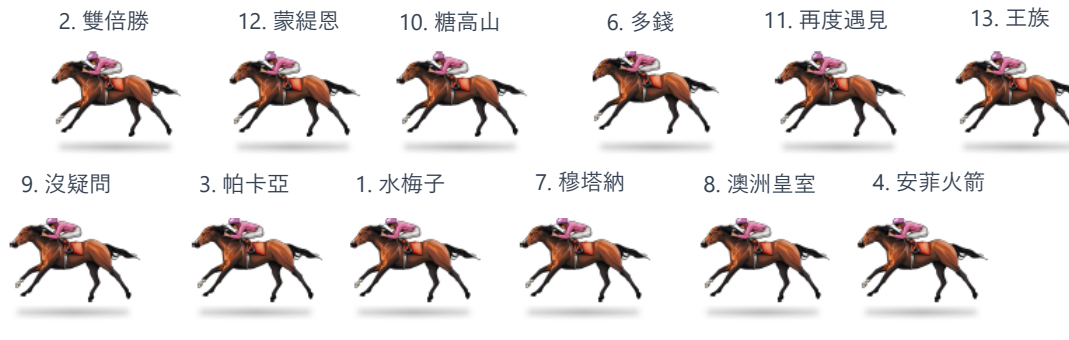 2. 雙倍勝
12. 蒙緹恩
10. 糖高山
6. 多錢
11. 再度遇見
13. 王族
9. 沒疑問
3. 帕卡亞
1. 水梅子
7. 穆塔納
8. 澳洲皇室
4. 安菲火箭